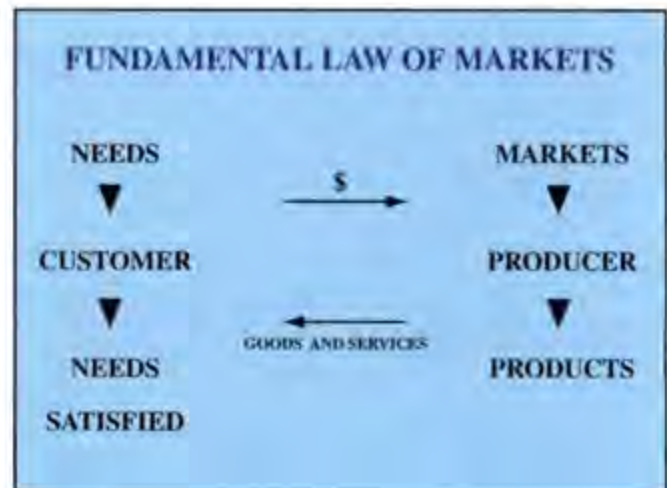 FUNDAMENTAL LAW OF MARKETS
NEEDS
CUSTOMER
NEEDS
SATISFIED
$
GOODS AND SERVICES
MARKETS
PRODUCER
PRODUCTS